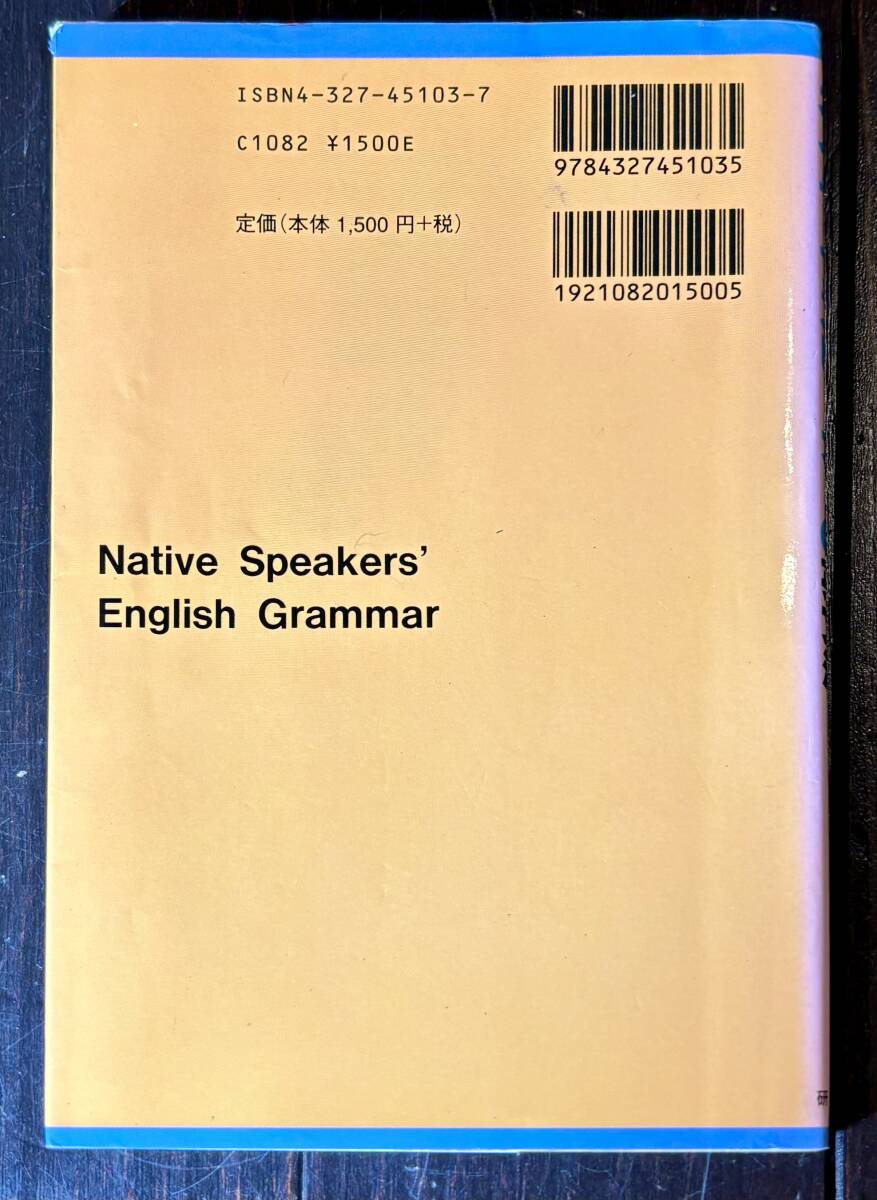 ISBN4-327-45103-7
C1082 ¥1500E
定価(本体 1,500 円+税)
9784327451035
1921082015005
Native Speakers’
English Grammar
研